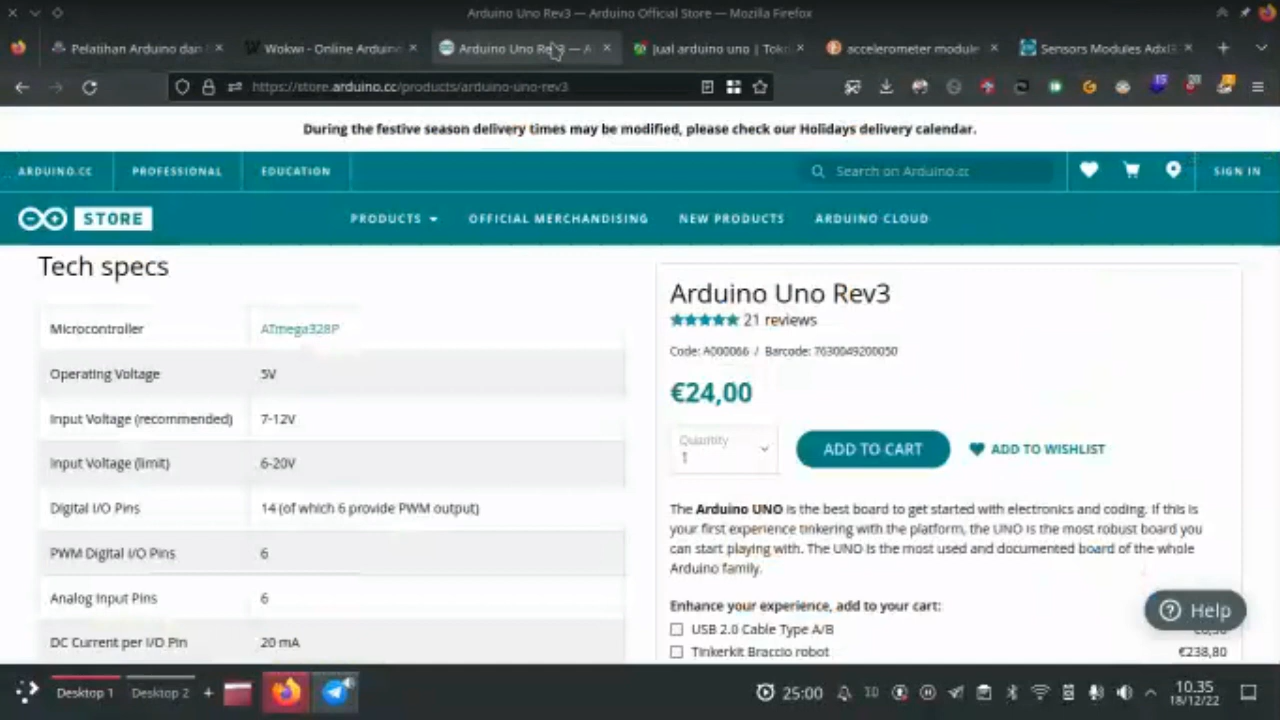 Arduino Uno Rev3 — Arduino Official Store — Mozilla Firefox
Pelatihan Arduino dan
Wokwi - Online Arduino
Arduino Uno Rev3 — A
Jual arduino uno | Tok
accelerometer module
Sensors Modules Adxl
https://store.arduino.cc/products/arduino-uno-rev3
15
20
During the festive season delivery times may be modified, please check our Holidays delivery calendar.
ARDUINO.CC
PROFESSIONAL
EDUCATION
Search on Arduino.cc
SIGN IN
STORE
PRODUCTS
OFFICIAL MERCHANDISING
NEW PRODUCTS
ARDUINO CLOUD
Tech specs
Microcontroller ATmega328P
Operating Voltage 5V
Input Voltage (recommended) 7-12V
Input Voltage (limit) 6-20V
Digital I/O Pins 14 (of which 6 provide PWM output)
PWM Digital I/O Pins 6
Analog Input Pins 6
DC Current per I/O Pin 20 mA
Arduino Uno Rev3
21 reviews
Code: A000066 / Barcode: 7630049200050
€24,00
Quantity
1
ADD TO CART
ADD TO WISHLIST
The Arduino UNO is the best board to get started with electronics and coding. If this is
your first experience tinkering with the platform, the UNO is the most robust board you
can start playing with. The UNO is the most used and documented board of the whole
Arduino family.
Enhance your experience, add to your cart:
USB 2.0 Cable Type A/B
Tinkerkit Braccio robot €238,80
Help
Desktop 1
Desktop 2
25:00
10
10.35
18/12/22